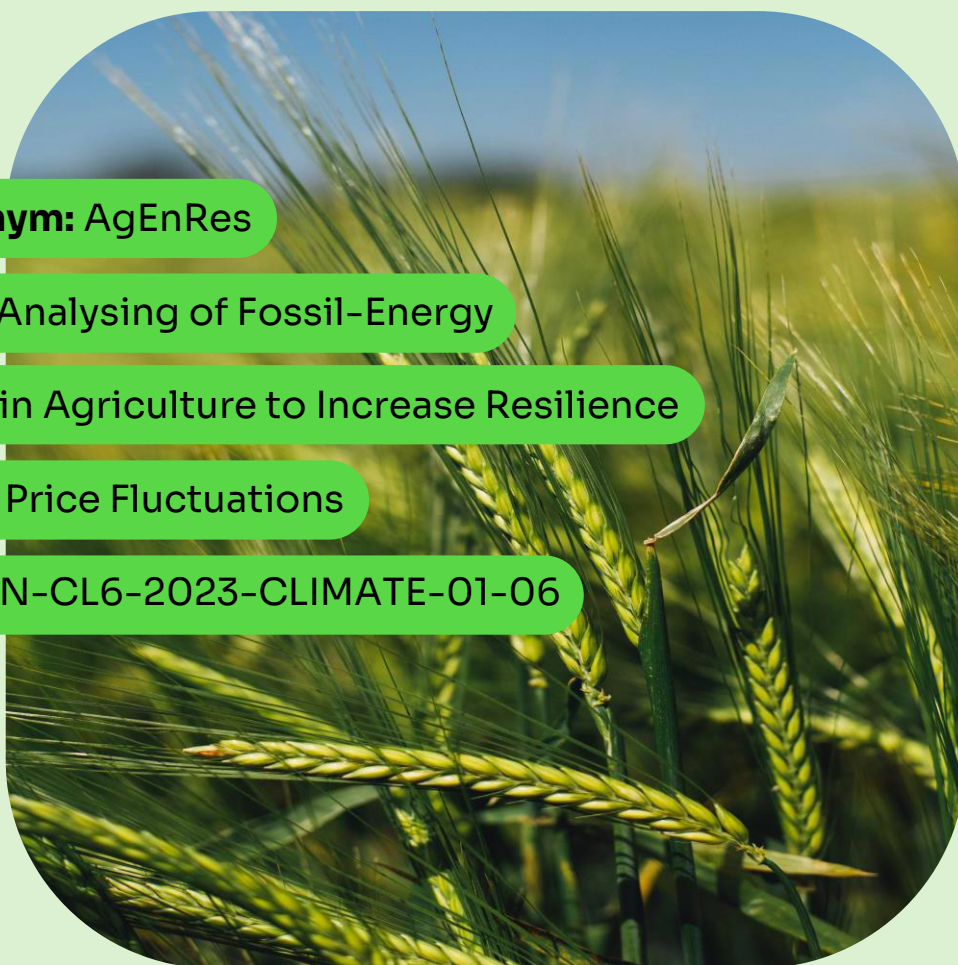 nym: AgEnRes
Analysing of Fossil-Energy
in Agriculture to Increase Resilience
Price Fluctuations
N-CL6-2023-CLIMATE-01-06